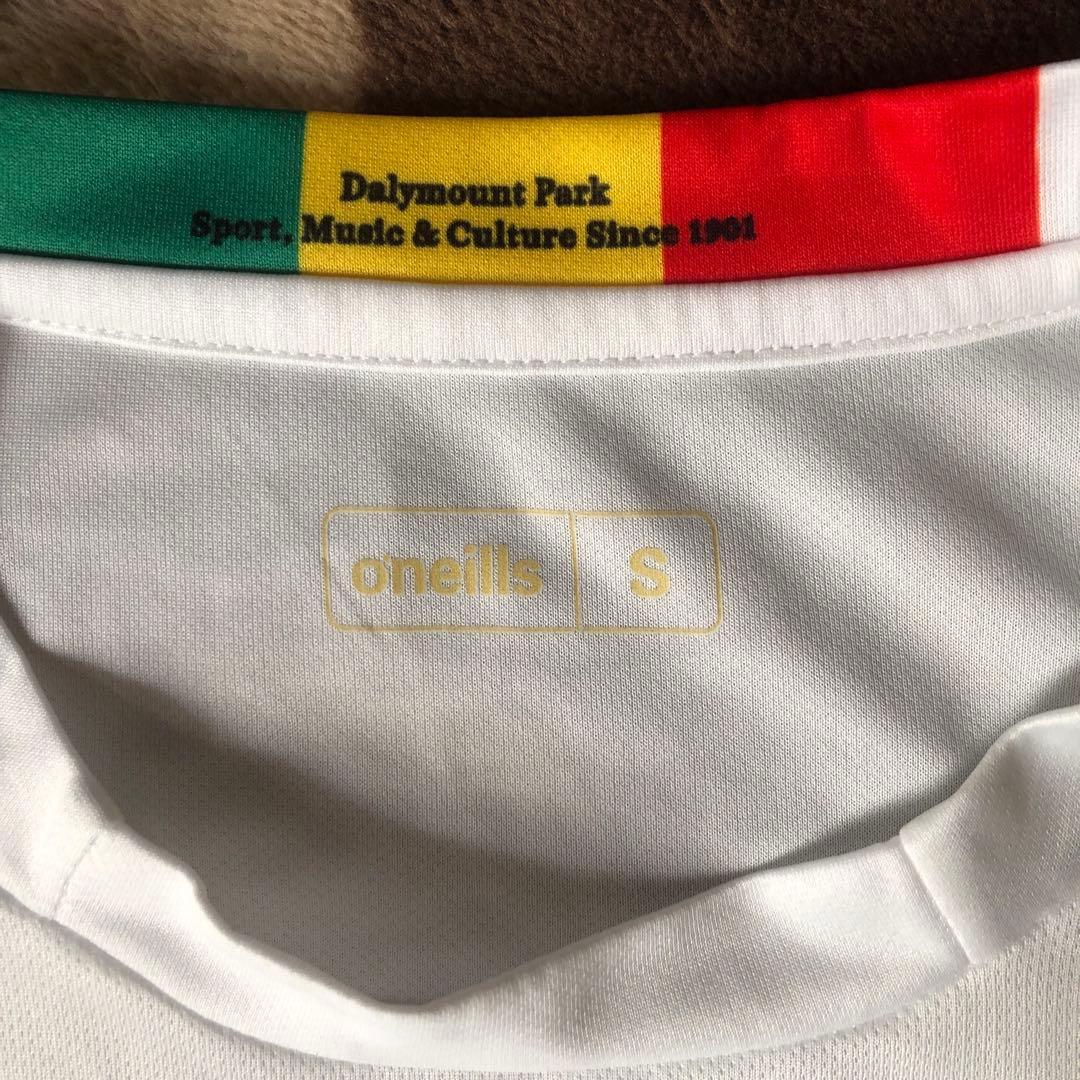 Dalymount Park
Sport, Music & Culture Since 1901
o'neills
S